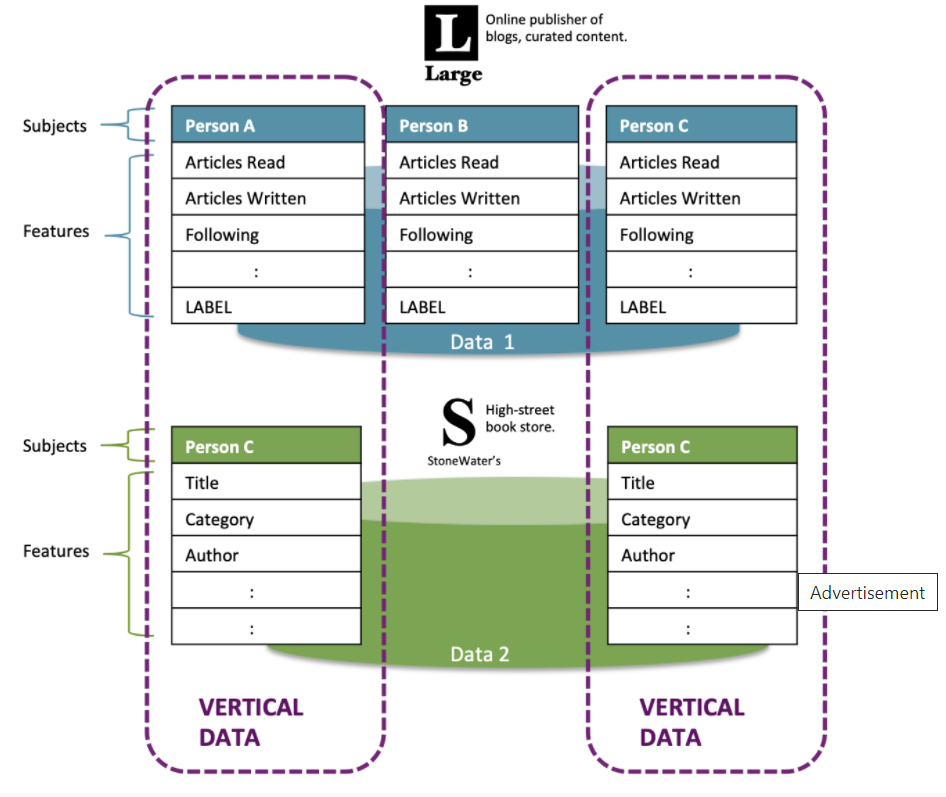 L
Online publisher of
blogs, curated content.
Large
Subjects
Person A
Person B
Person C
Features
Articles Read
Articles Read
Articles Read
Articles Written
Articles Written
Articles Written
Following
Following
Following
:
:
:
LABEL
LABEL
LABEL
Data 1
S
High-street
book store.
StoneWater's
Subjects
Person C
Person C
Features
Title
Title
Category
Category
Author
Author
:
:
Advertisement
:
:
Data 2
VERTICAL
DATA
VERTICAL
DATA